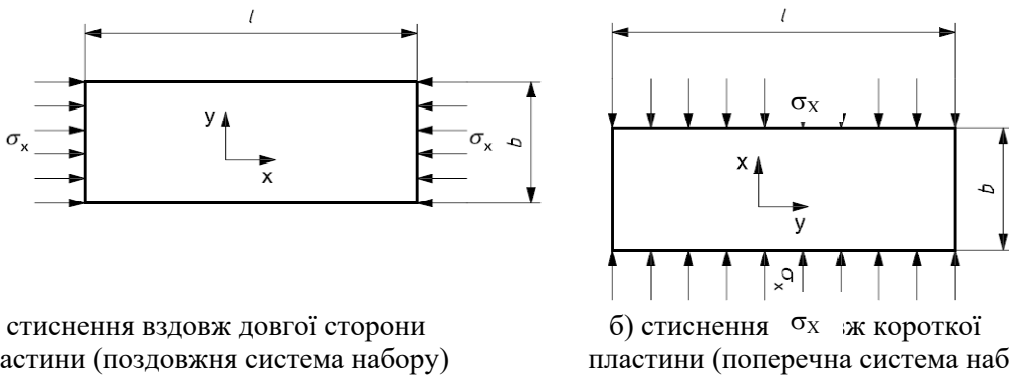 l
l
σx
y
x
σx
b
σx
x
y
b
σx
стиснення вздовж довгої сторони
астини (поздовжня система набору)
б) стиснення σx вж короткої
пластини (поперечна система наб